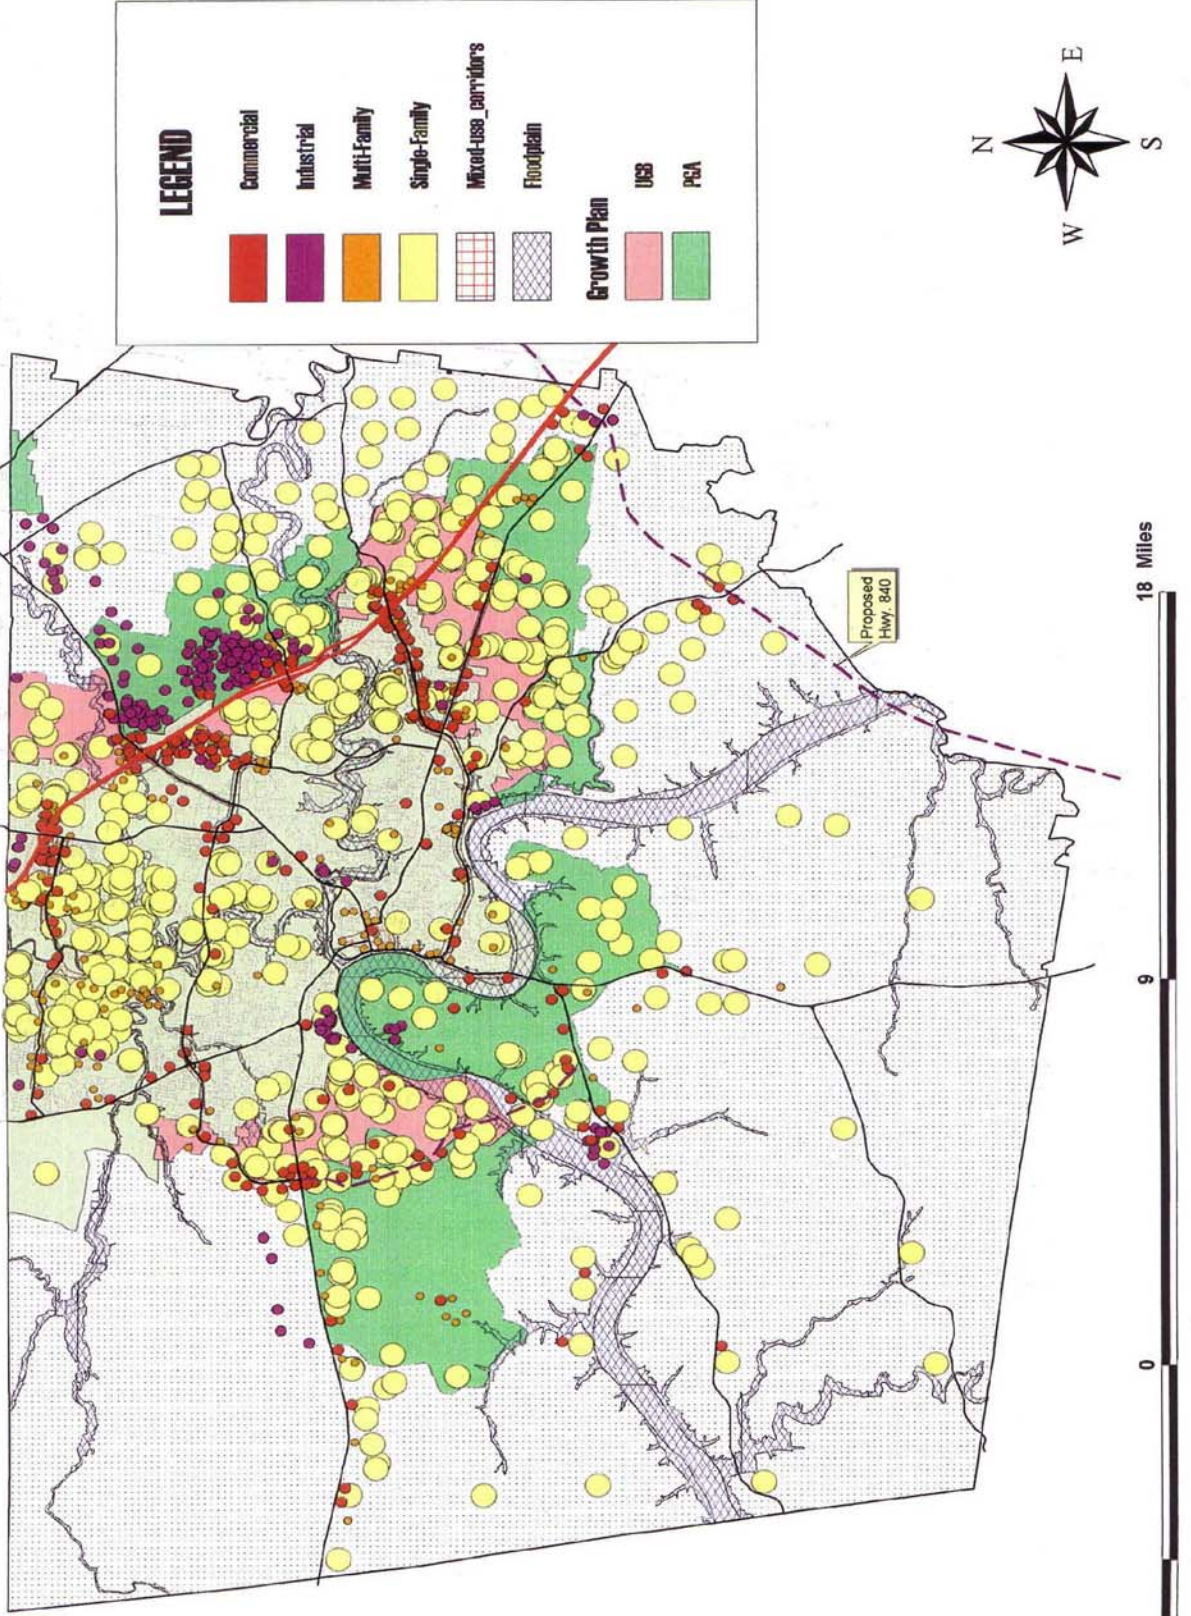 LEGEND
Commercial
Industrial
Multi-Family
Single-Family
Mixed-use_corridors
Floodplain
Growth Plan
UGB
PGA
N
E
S
W
Proposed
Hwy. 840
0
9
18 Miles